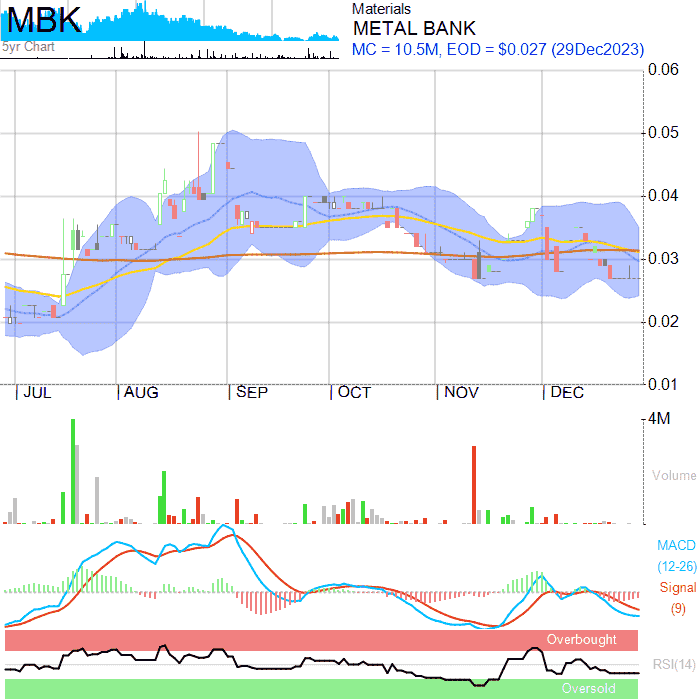 MBK
5yr Chart
Materials
METAL BANK
MC = 10.5M, EOD = $0.027 (29Dec2023)
0.06
0.05
0.04
0.03
0.02
0.01
| JUL | AUG | SEP | OCT | NOV | DEC
4M
Volume
MACD
(12-26)
Signal
(9)
Overbought
RSI(14)
Oversold